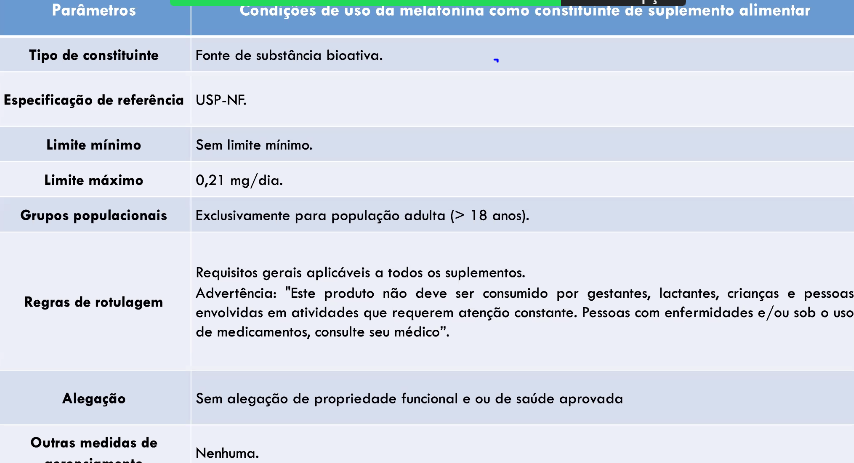 Parâmetros
Condições de uso da melatonina como constituinte de suplemento alimentar
Tipo de constituinte
Fonte de substância bioativa.
Especificação de referência
USP-NF.
Limite mínimo
Sem limite mínimo.
Limite máximo
0,21 mg/dia.
Grupos populacionais
Exclusivamente para população adulta (> 18 anos).
Regras de rotulagem
Requisitos gerais aplicáveis a todos os suplementos.
Advertência: "Este produto não deve ser consumido por gestantes, lactantes, crianças e pessoas
envolvidas em atividades que requerem atenção constante. Pessoas com enfermidades e/ou sob o uso
de medicamentos, consulte seu médico”.
Alegação
Sem alegação de propriedade funcional e ou de saúde aprovada
Outras medidas de
Nenhuma.